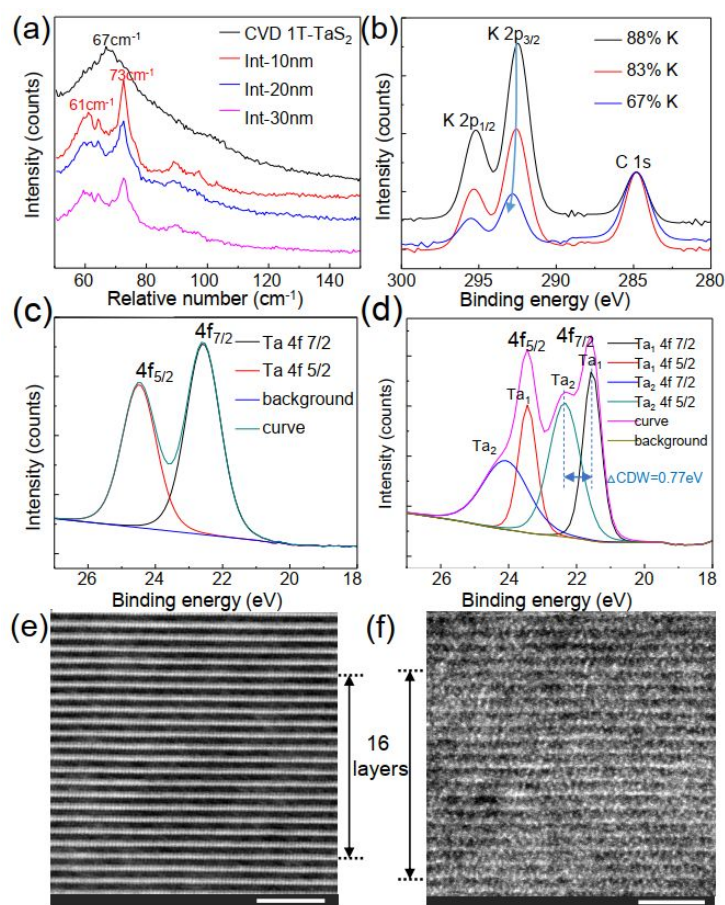 (a)
67cm-1
73cm-1
61cm-1
CVD 1T-TaS2
Int-10nm
Int-20nm
Int-30nm
Intensity (counts)
60 80 100 120 140
Relative number (cm-1)
(b)
K 2p3/2
K 2p1/2
C 1s
88% K
83% K
67% K
Intensity (counts)
300 295 290 285 280
Binding energy (eV)
(c)
4f5/2
4f7/2
Ta 4f 7/2
Ta 4f 5/2
background
curve
Intensity (counts)
26 24 22 20 18
Binding energy (eV)
(d)
4f5/2
4f7/2
Ta1
Ta2
Ta1
Ta2
Ta1 4f 7/2
Ta1 4f 5/2
Ta2 4f 7/2
Ta2 4f 5/2
curve
background
△CDW=0.77eV
Intensity (counts)
26 24 22 20 18
Binding energy (eV)
(e)
16
layers
(f)